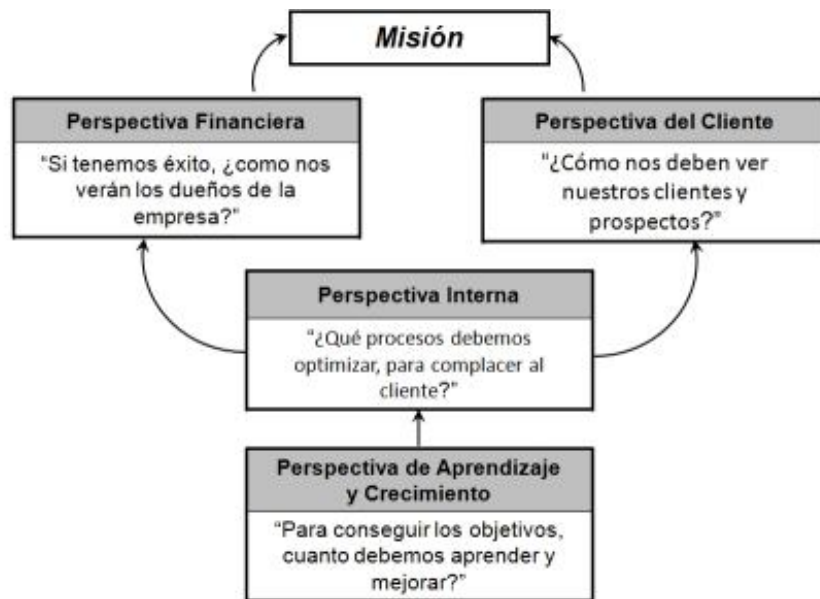 Misión
Perspectiva Financiera
“Si tenemos éxito, ¿como nos
verán los dueños de la
empresa?”
Perspectiva del Cliente
“¿Cómo nos deben ver
nuestros clientes y
prospectos?”
Perspectiva Interna
“¿Qué procesos debemos
optimizar, para complacer al
cliente?”
Perspectiva de Aprendizaje
y Crecimiento
“Para conseguir los objetivos,
cuanto debemos aprender y
mejorar?”